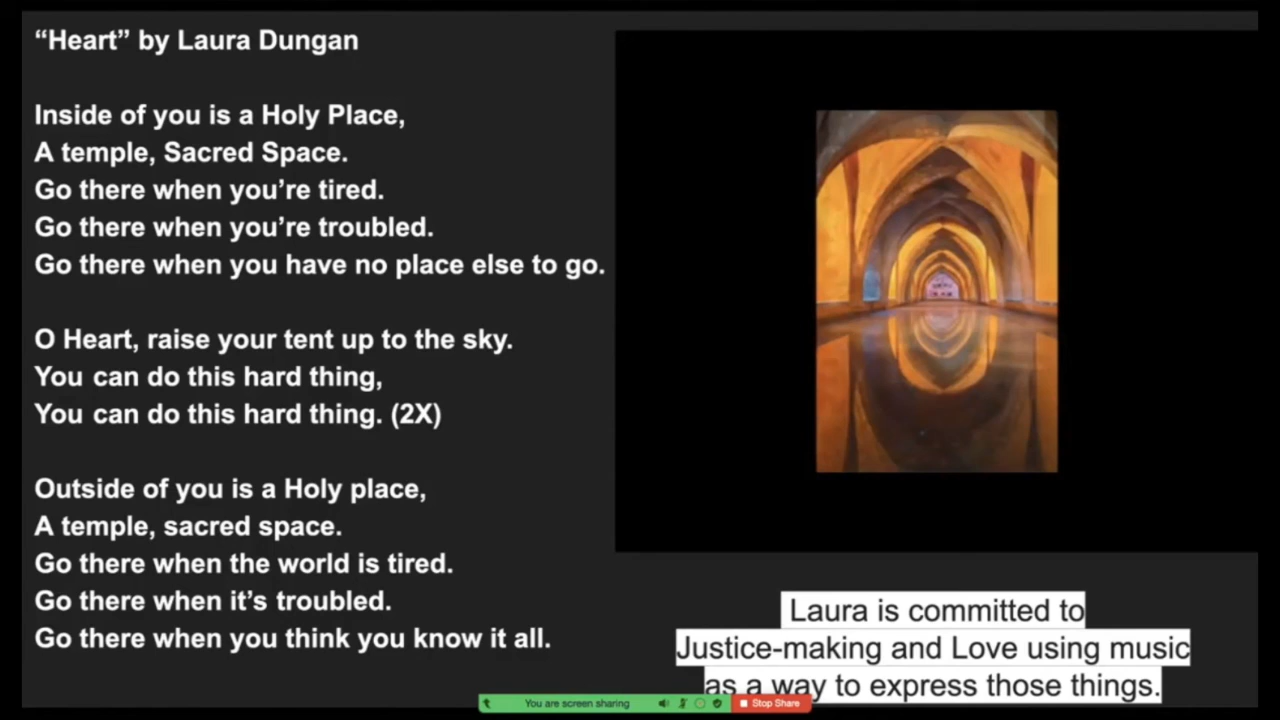 “Heart” by Laura Dungan
Inside of you is a Holy Place,
A temple, Sacred Space.
Go there when you’re tired.
Go there when you’re troubled.
Go there when you have no place else to go.
O Heart, raise your tent up to the sky.
You can do this hard thing,
You can do this hard thing. (2X)
Outside of you is a Holy place,
A temple, sacred space.
Go there when the world is tired.
Go there when it’s troubled.
Go there when you think you know it all.
Laura is committed to
Justice-making and Love using music
as a way to express those things.
You are screen sharing
Stop Share